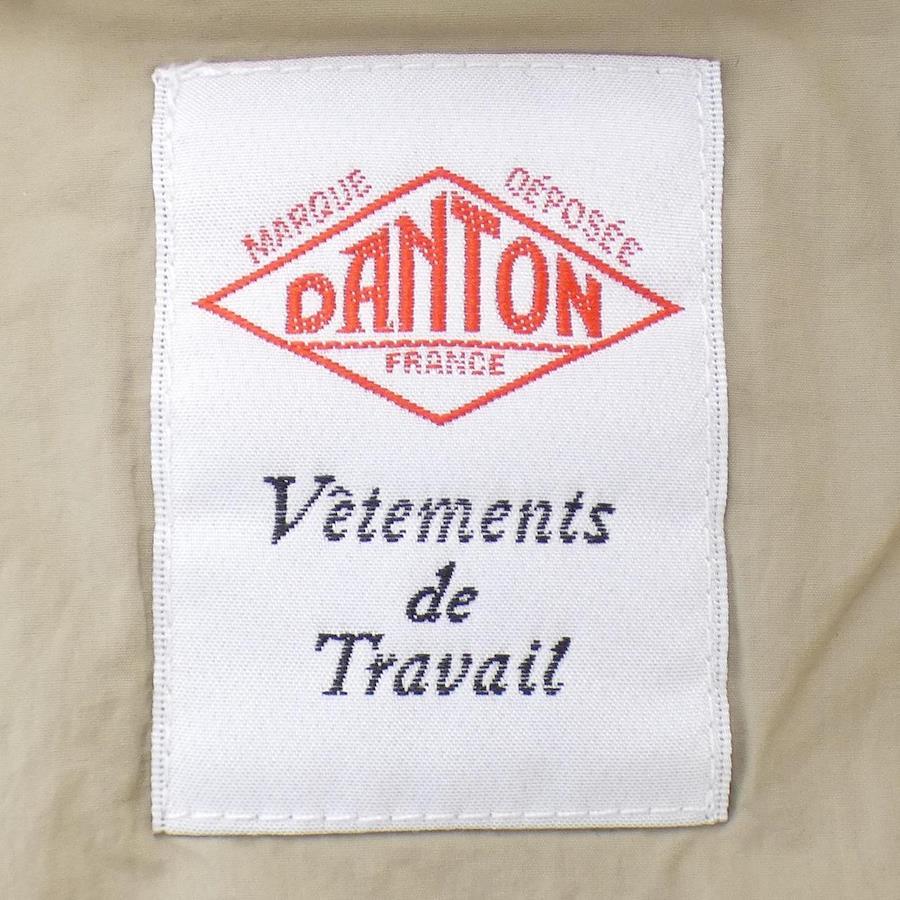 MARQUE DÉPOSÉE
DANTON
FRANCE
Vêtements
de
Travail